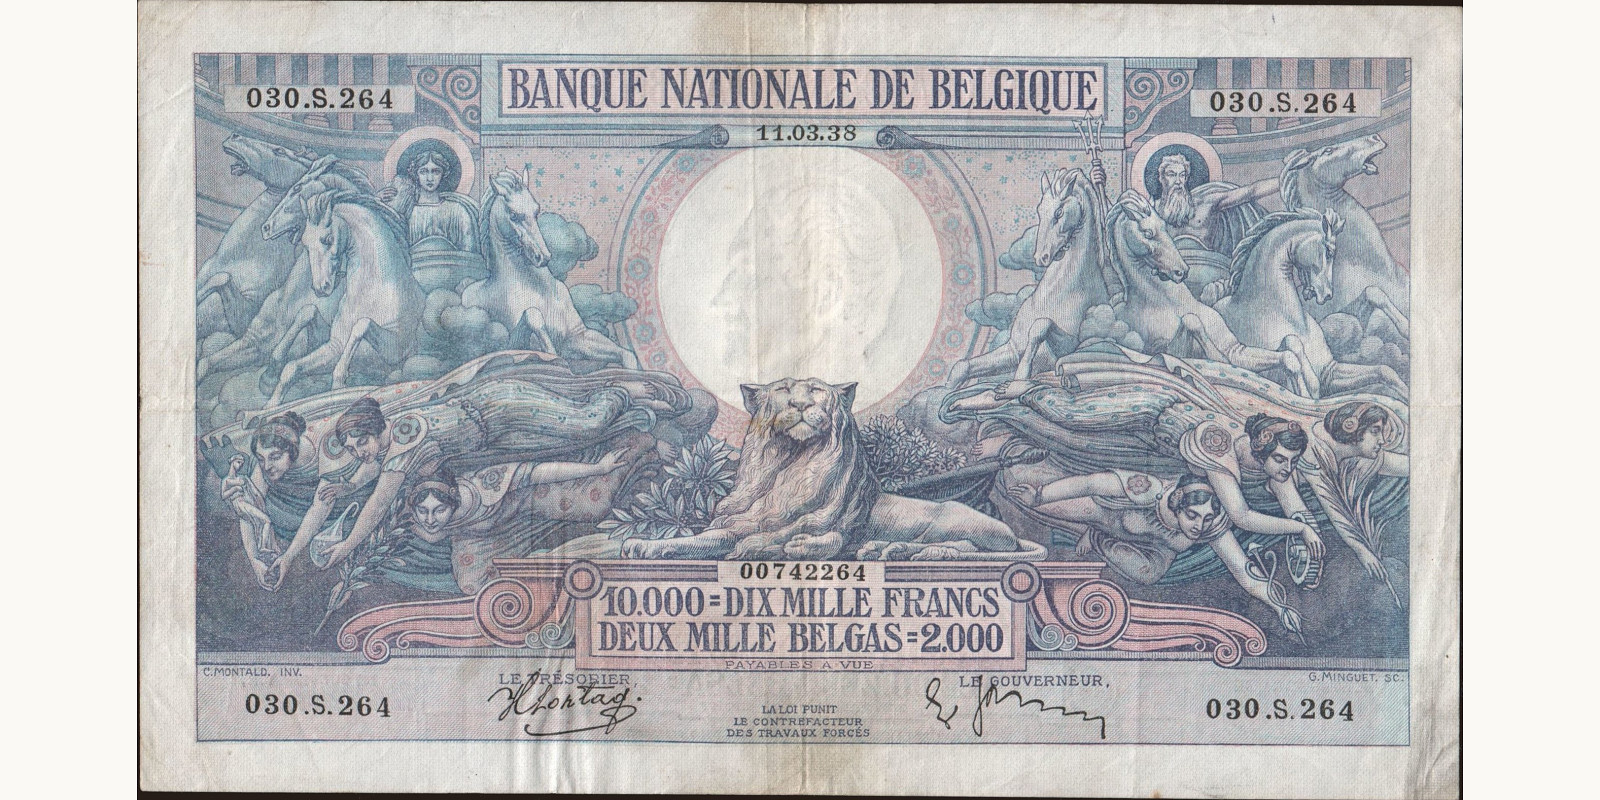 BANQUE NATIONALE DE BELGIQUE
030.S.264
030.S.264
11.03.38
00742264
10.000=DIX MILLE FRANCS
DEUX MILLE BELGAS=2.000
PAYABLES A VUE
C.MONTALD. INV.
G.MINGUET. SC.
LE TRÉSORIER,
LE GOUVERNEUR,
030.S.264
030.S.264
LA LOI PUNIT
LE CONTREFACTEUR
DES TRAVAUX FORCÉS